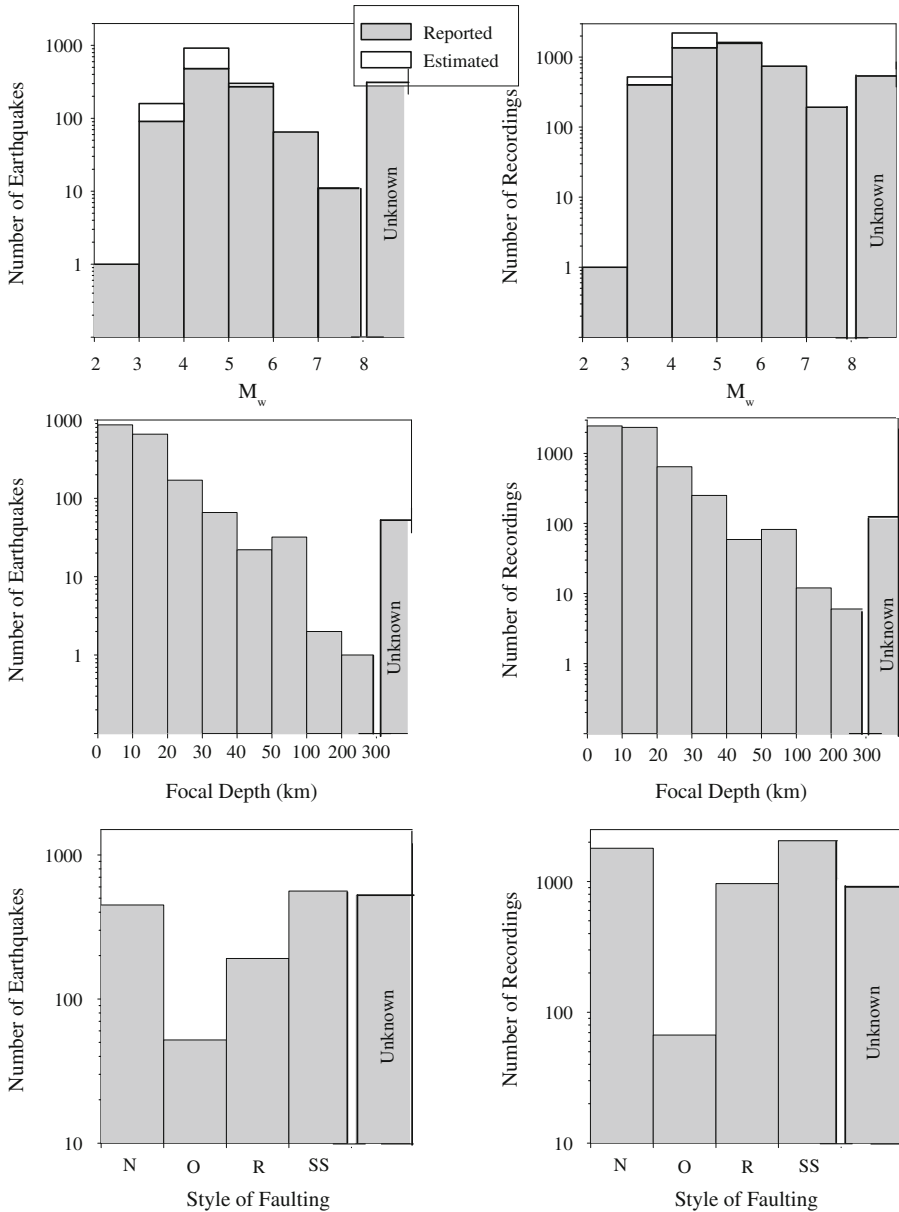 Reported
Estimated
Number of Earthquakes
1000
100
10
1
Unknown
2 3 4 5 6 7 8
M_w
Number of Recordings
1000
100
10
1
Unknown
2 3 4 5 6 7 8
M_w
Number of Earthquakes
1000
100
10
1
Unknown
0 10 20 30 40 50 100 200 300
Focal Depth (km)
Number of Recordings
1000
100
10
1
Unknown
0 10 20 30 40 50 100 200 300
Focal Depth (km)
Number of Earthquakes
1000
100
10
Unknown
N O R SS
Style of Faulting
Number of Recordings
1000
100
10
Unknown
N O R SS
Style of Faulting